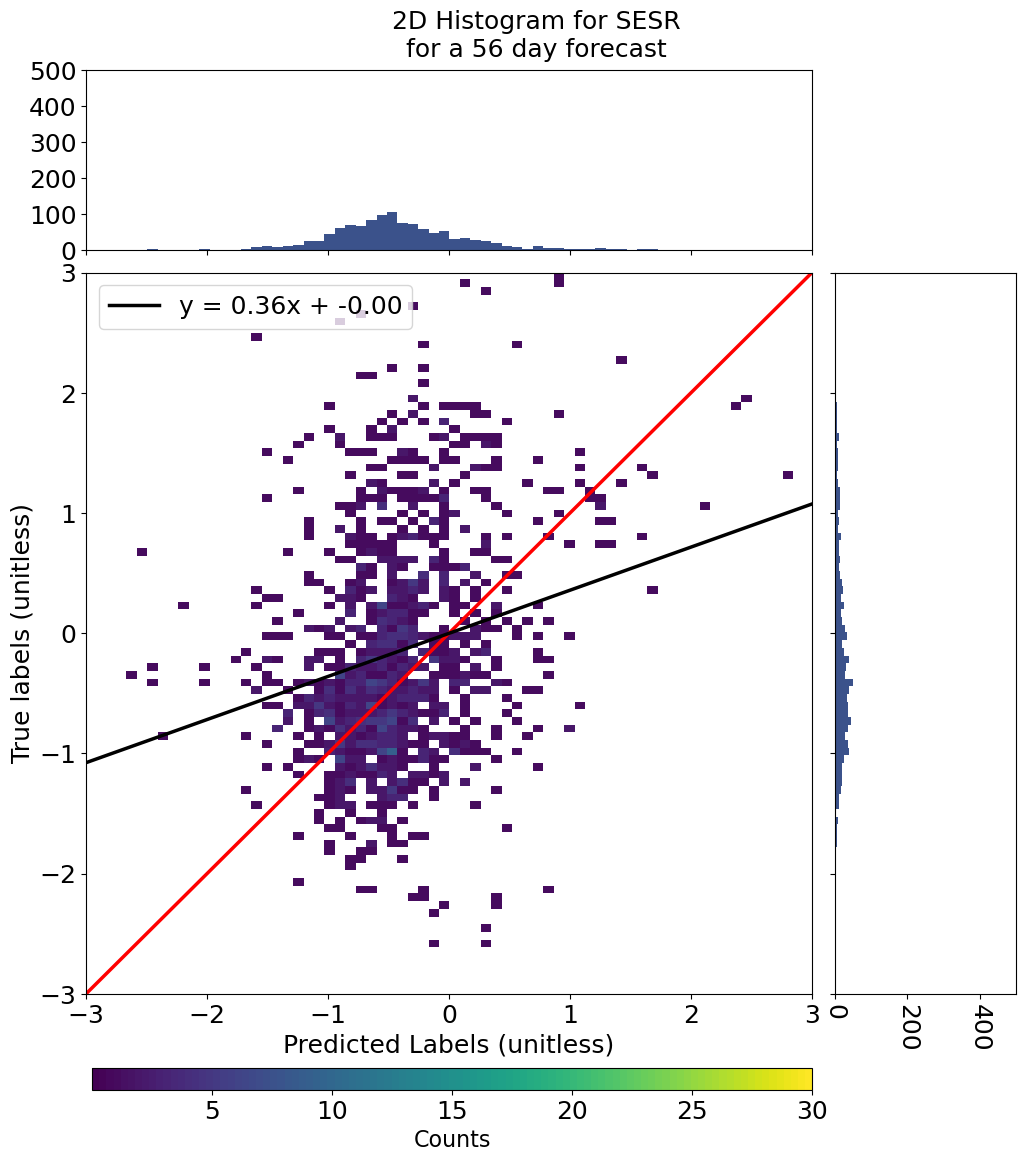 2D Histogram for SESR
for a 56 day forecast
500
400
300
200
100
0
3
2
1
0
−1
−2
−3
True labels (unitless)
y = 0.36x + -0.00
−3 −2 −1 0 1 2 3
Predicted Labels (unitless)
0 200 400
5 10 15 20 25 30
Counts